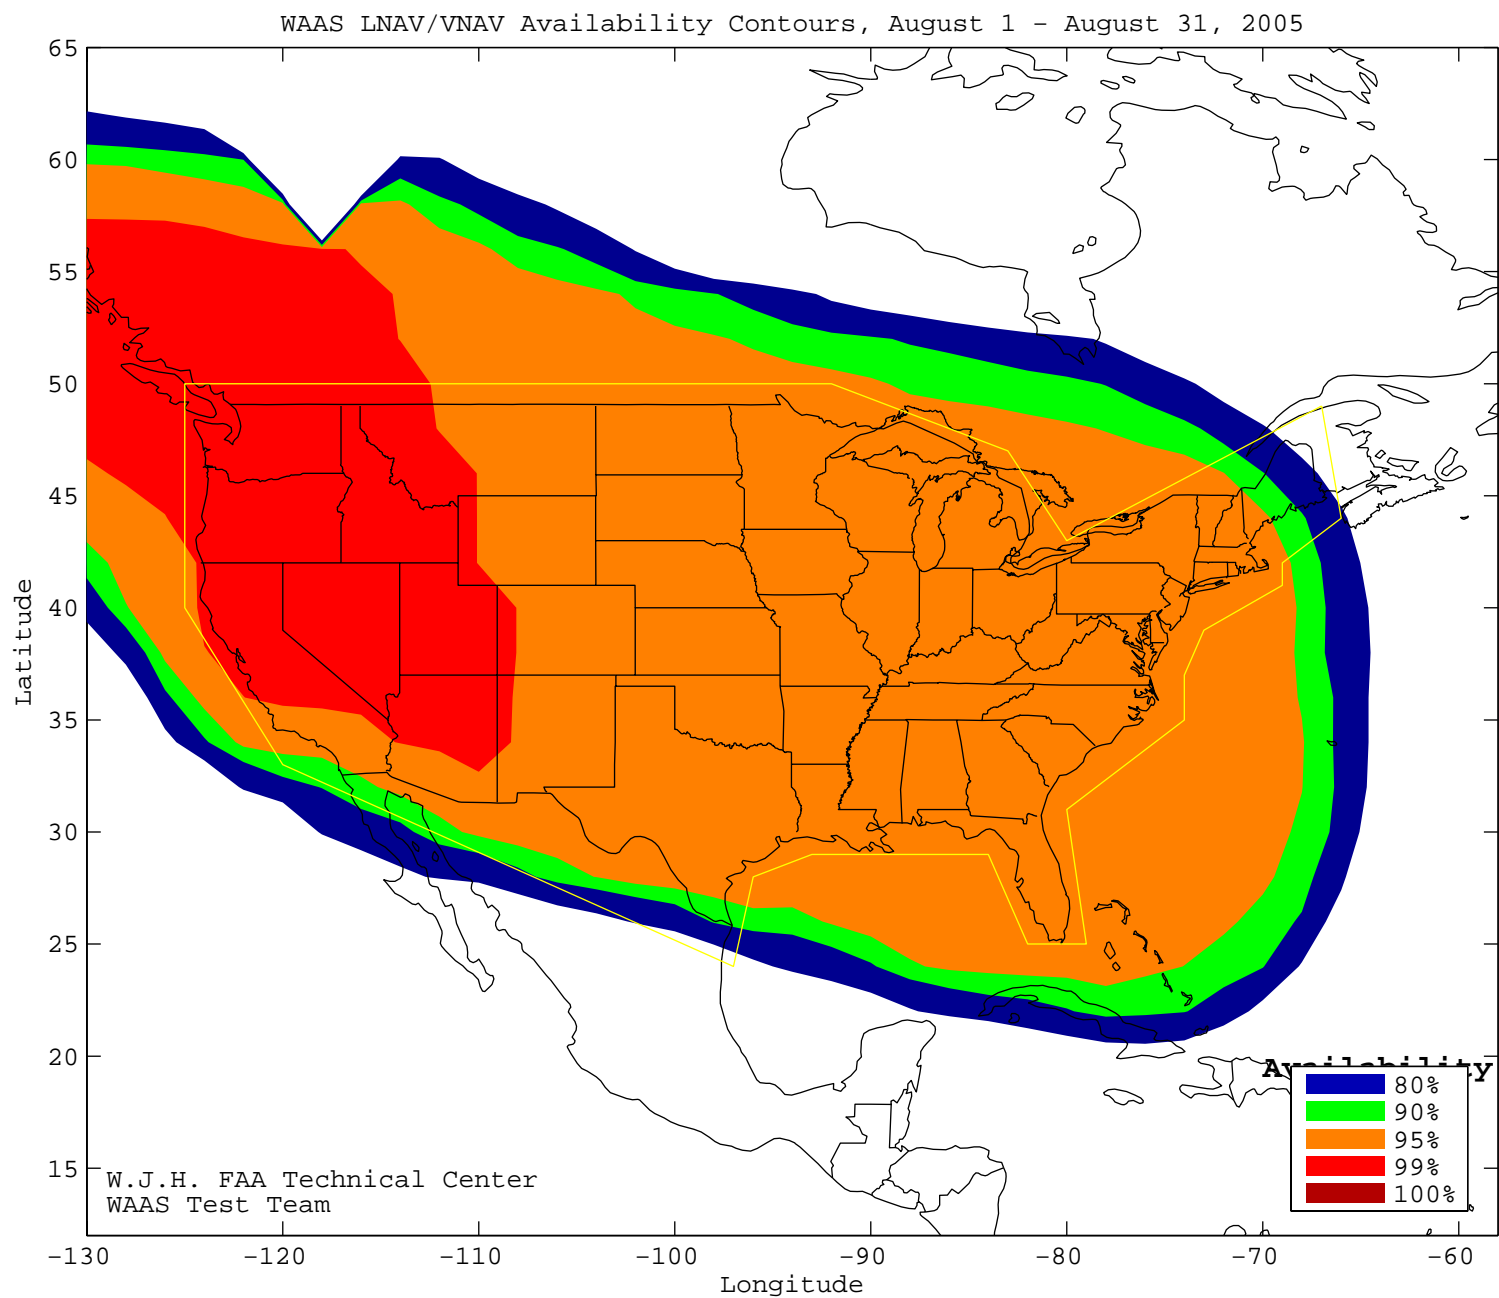 WAAS LNAV/VNAV Availability Contours, August 1 − August 31, 2005
65
60
55
50
45
40
35
30
25
20
15
Latitude
−130 −120 −110 −100 −90 −80 −70 −60
Longitude
W.J.H. FAA Technical Center
WAAS Test Team
Availability
80%
90%
95%
99%
100%